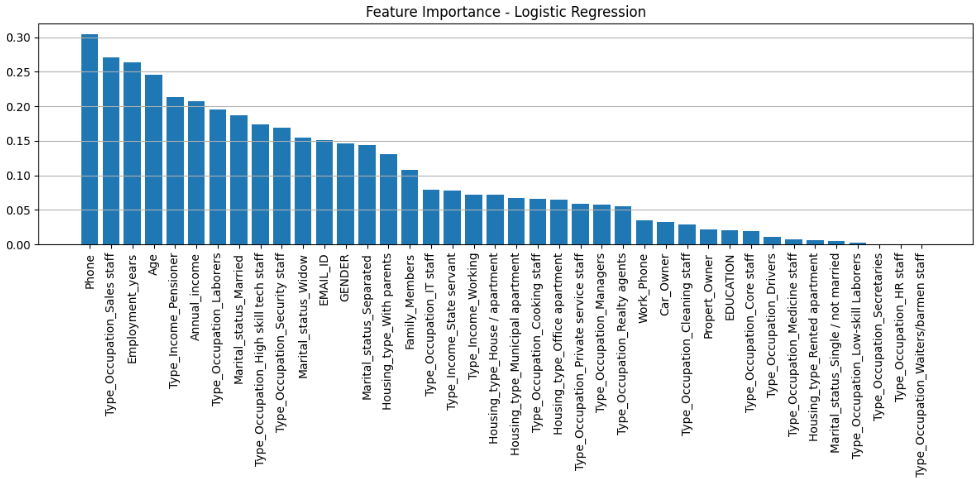 Feature Importance - Logistic Regression
0.30
0.25
0.20
0.15
0.10
0.05
0.00
Phone
Type_Occupation_Sales staff
Employment_years
Age
Type_Income_Pensioner
Annual_income
Type_Occupation_Laborers
Marital_status_Married
Type_Occupation_High skill tech staff
Type_Occupation_Security staff
Marital_status_Widow
EMAIL_ID
GENDER
Marital_status_Separated
Housing_type_With parents
Family_Members
Type_Occupation_IT staff
Type_Income_State servant
Type_Income_Working
Housing_type_House / apartment
Housing_type_Municipal apartment
Type_Occupation_Cooking staff
Housing_type_Office apartment
Type_Occupation_Private service staff
Type_Occupation_Managers
Type_Occupation_Realty agents
Work_Phone
Car_Owner
Type_Occupation_Cleaning staff
Propert_Owner
EDUCATION
Type_Occupation_Core staff
Type_Occupation_Drivers
Type_Occupation_Medicine staff
Housing_type_Rented apartment
Marital_status_Single / not married
Type_Occupation_Low-skill Laborers
Type_Occupation_Secretaries
Type_Occupation_HR staff
Type_Occupation_Waiters/barmen staff